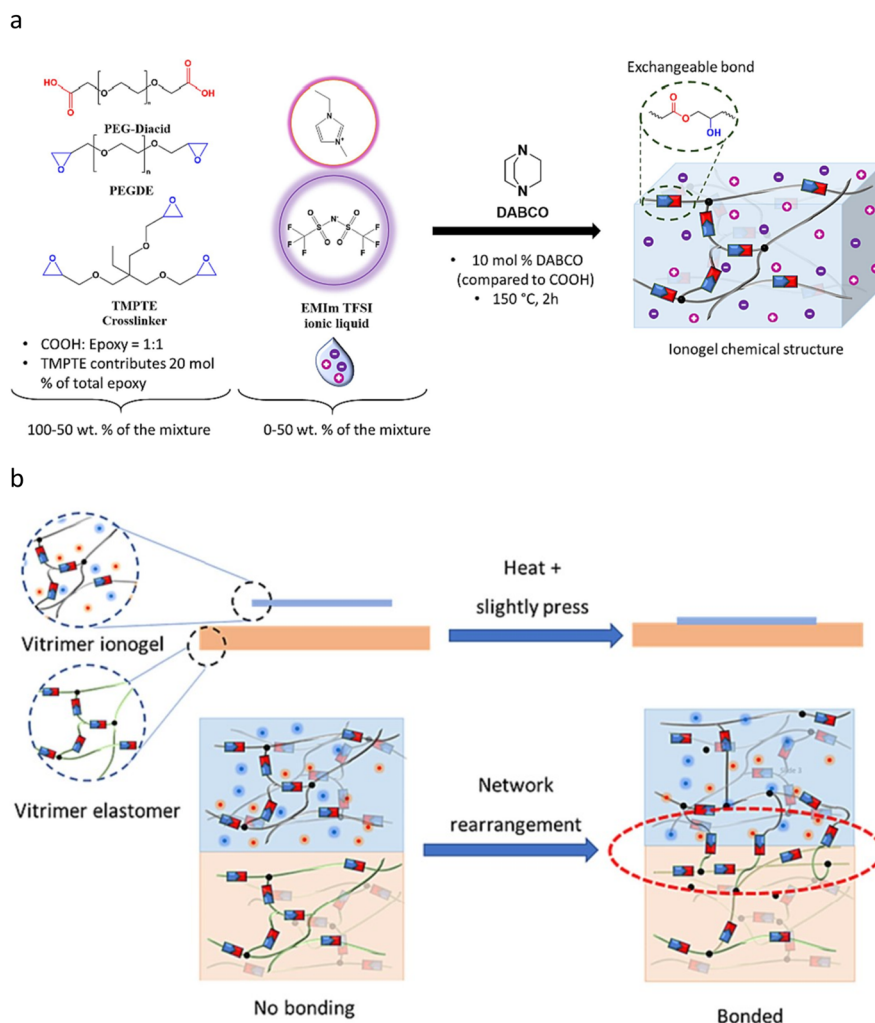 a
HO
O
O
O
n
O
OH
PEG-Diacid
O
O
O
n
O
PEGDE
O
O
O
O
O
O
TMPTE
Crosslinker
• COOH: Epoxy = 1:1
• TMPTE contributes 20 mol
% of total epoxy
100-50 wt. % of the mixture
N
N+
O
O
N-
O
O
F
S
S
F
F
F
F
F
EMIm TFSI
ionic liquid
0-50 wt. % of the mixture
N
N
DABCO
• 10 mol % DABCO
(compared to COOH)
• 150 °C, 2h
Exchangeable bond
O
O
OH
Ionogel chemical structure
b
Vitrimer ionogel
Vitrimer elastomer
Heat +
slightly press
Network
rearrangement
No bonding
Bonded